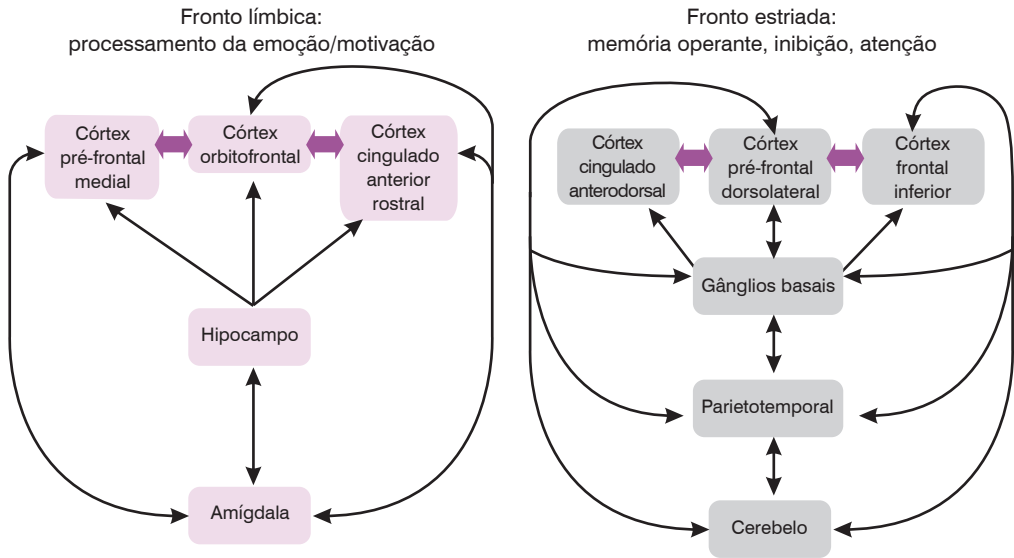 Fronto límbica:
processamento da emoção/motivação
Córtex
pré-frontal
medial
Córtex
orbitofrontal
Córtex
cingulado
anterior
rostral
Hipocampo
Amígdala
Fronto estriada:
memória operante, inibição, atenção
Córtex
cingulado
anterodorsal
Córtex
pré-frontal
dorsolateral
Córtex
frontal
inferior
Gânglios basais
Parietotemporal
Cerebelo